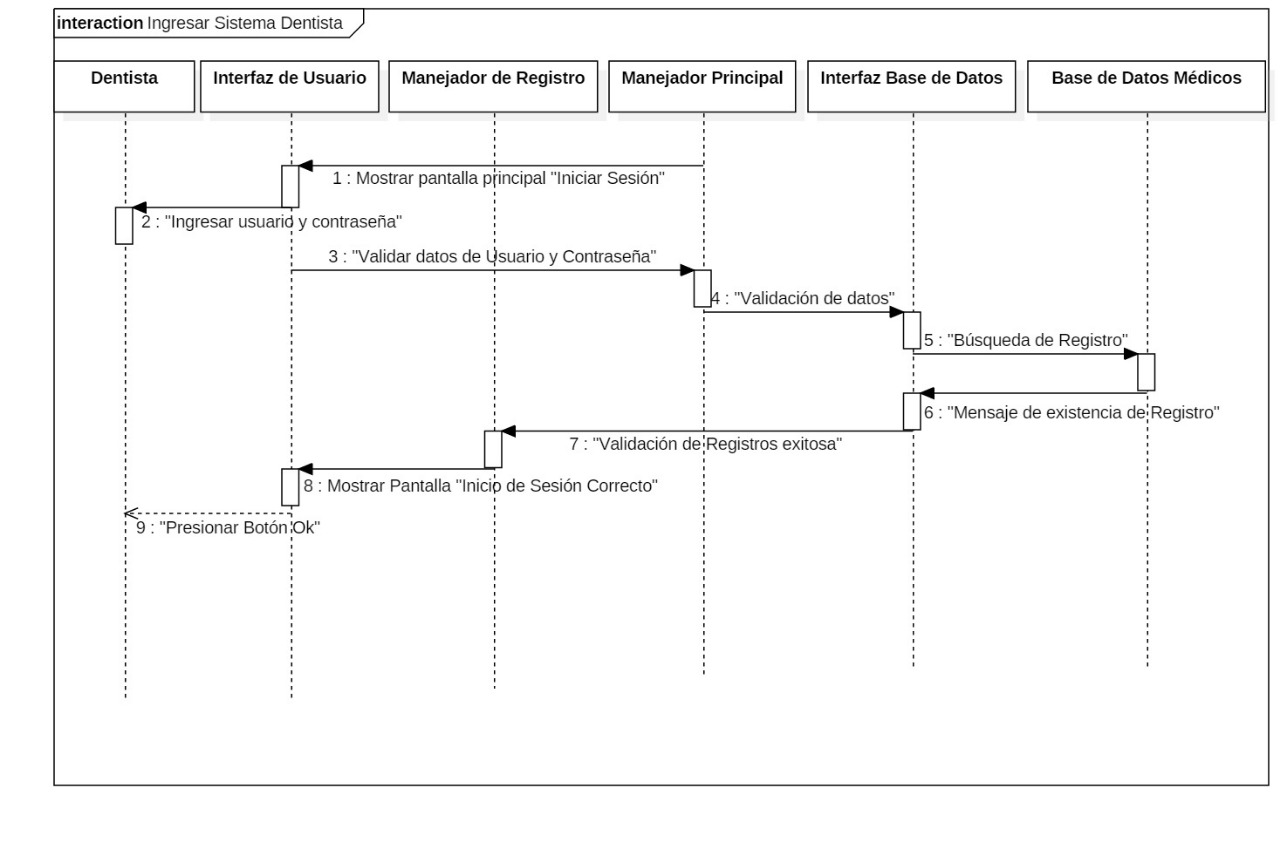 interaction Ingresar Sistema Dentista
Dentista
Interfaz de Usuario
Manejador de Registro
Manejador Principal
Interfaz Base de Datos
Base de Datos Médicos
1 : Mostrar pantalla principal "Iniciar Sesión"
2 : "Ingresar usuario y contraseña"
3 : "Validar datos de Usuario y Contraseña"
4 : "Validación de datos"
5 : "Búsqueda de Registro"
6 : "Mensaje de existencia de Registro"
7 : "Validación de Registros exitosa"
8 : Mostrar Pantalla "Inicio de Sesión Correcto"
9 : "Presionar Botón Ok"